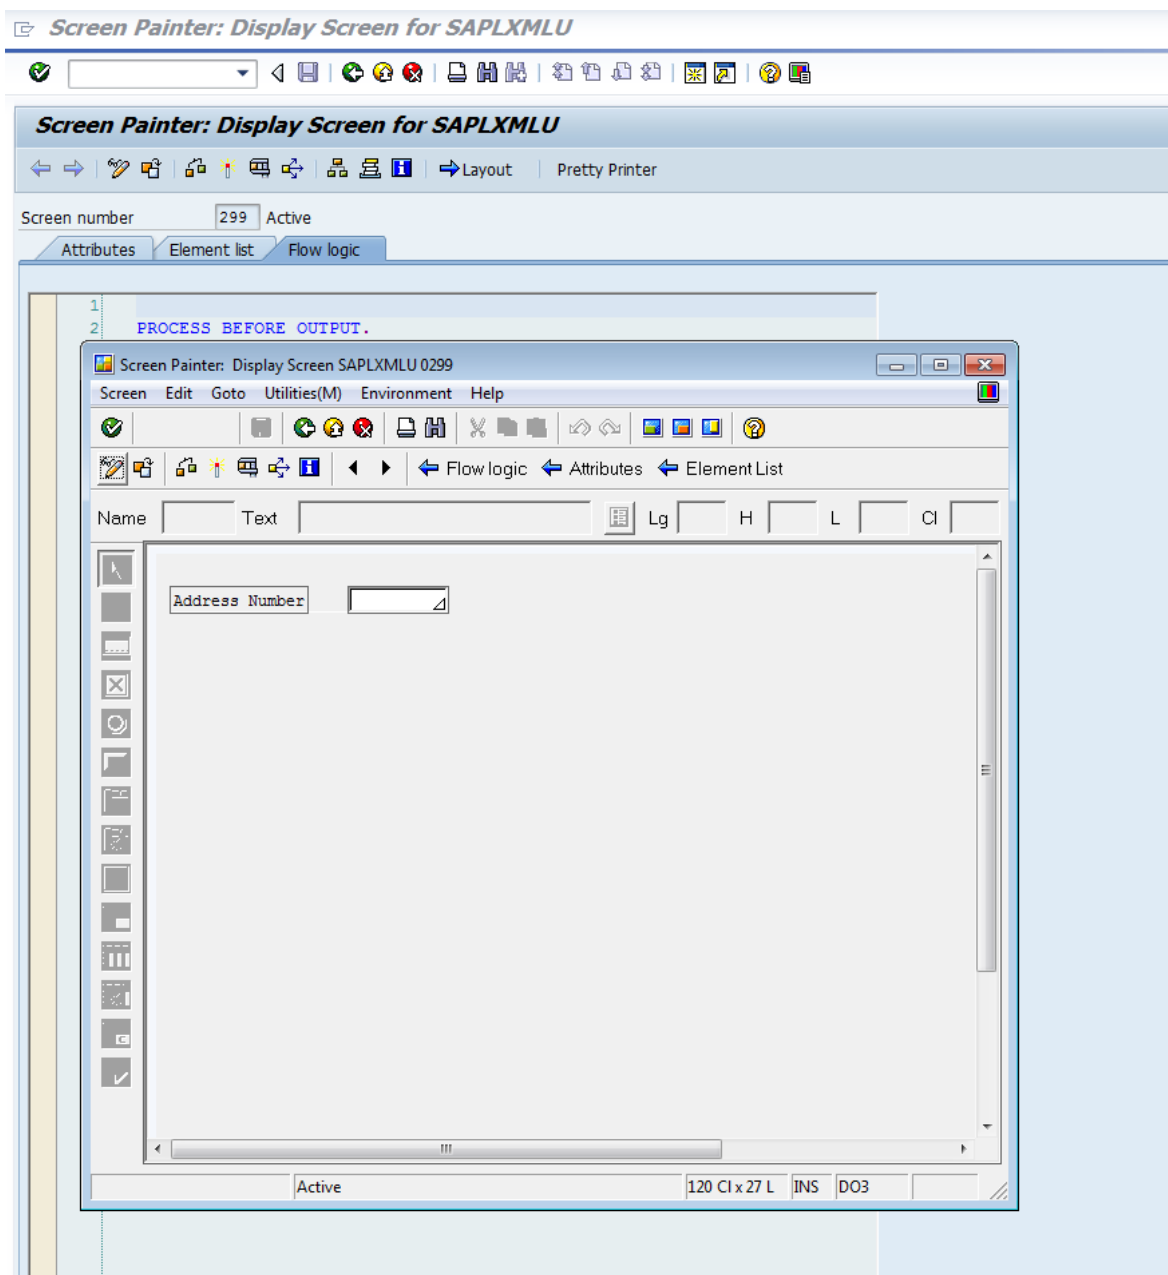 Screen Painter: Display Screen for SAPLXMLU
Screen Painter: Display Screen for SAPLXMLU
Layout Pretty Printer
Screen number 299 Active
Attributes Element list Flow logic
1
2 PROCESS BEFORE OUTPUT.
Screen Painter: Display Screen SAPLXMLU 0299
Screen Edit Goto Utilities(M) Environment Help
Flow logic Attributes Element List
Name Text Lg H L Cl
Address Number
Active 120 Cl x 27 L INS DO3